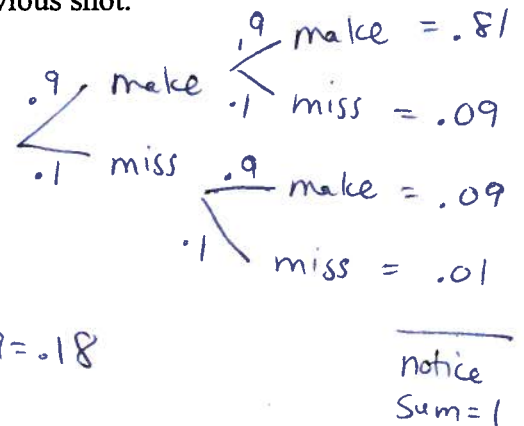 vious shot.
.9 make = .81
.9 make
.1 miss = .09
.1 miss .9 make = .09
.1 miss = .01
= .18
notice
Sum = 1